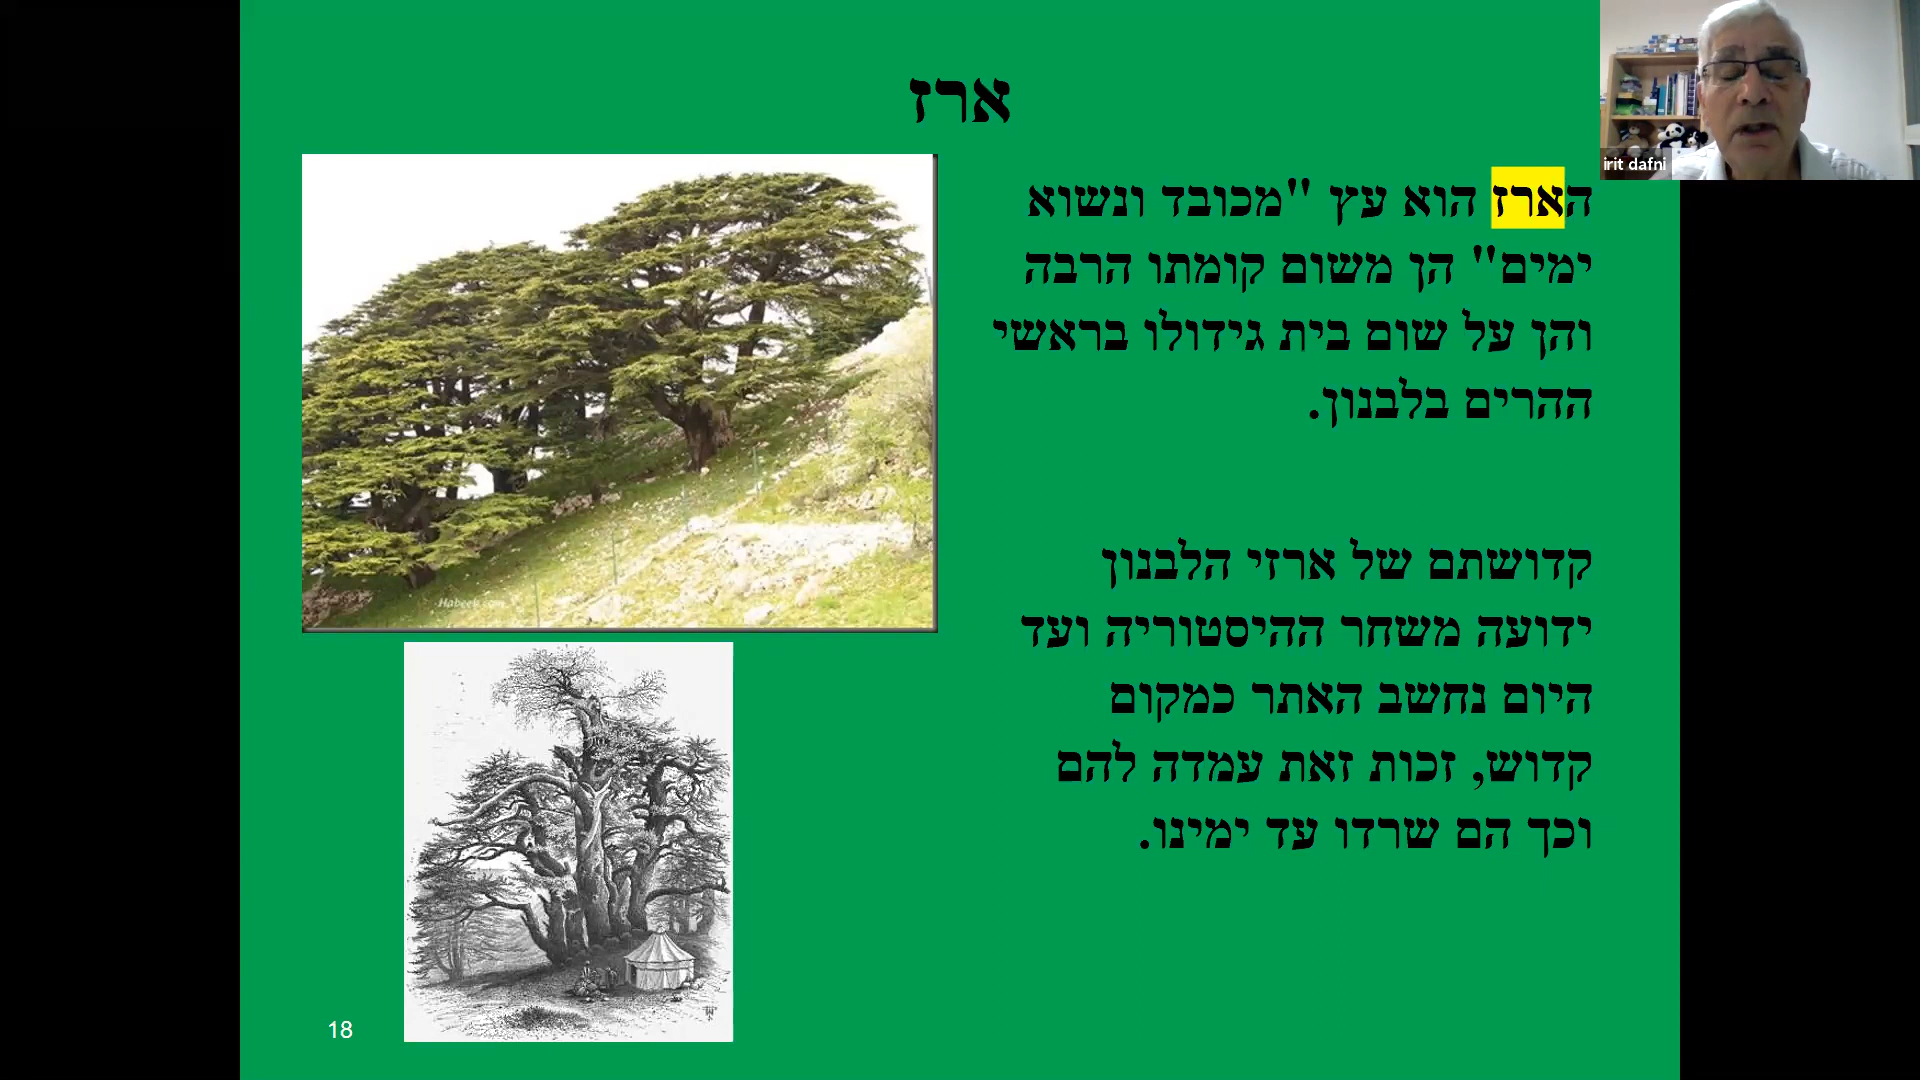 ארז
הארז הוא עץ "מכובד ונשוא
ימים" הן משום קומתו הרבה
והן על שום בית גידולו בראשי
ההרים בלבנון.
קדושתם של ארזי הלבנון
ידועה משחר ההיסטוריה ועד
היום נחשב האתר כמקום
קדוש, זכות זאת עמדה להם
וכך הם שרדו עד ימינו.
irit dafni
18